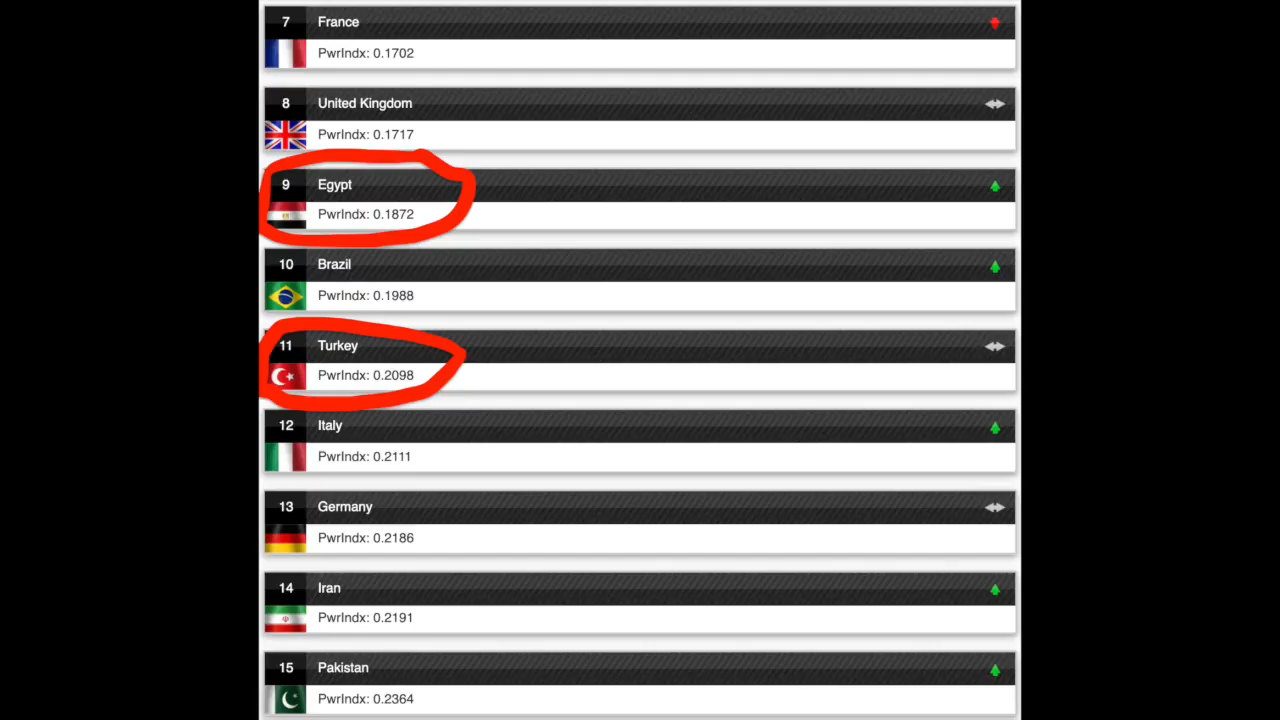 7 France
PwrIndx: 0.1702
8 United Kingdom
PwrIndx: 0.1717
9 Egypt
PwrIndx: 0.1872
10 Brazil
PwrIndx: 0.1988
11 Turkey
PwrIndx: 0.2098
12 Italy
PwrIndx: 0.2111
13 Germany
PwrIndx: 0.2186
14 Iran
PwrIndx: 0.2191
15 Pakistan
PwrIndx: 0.2364